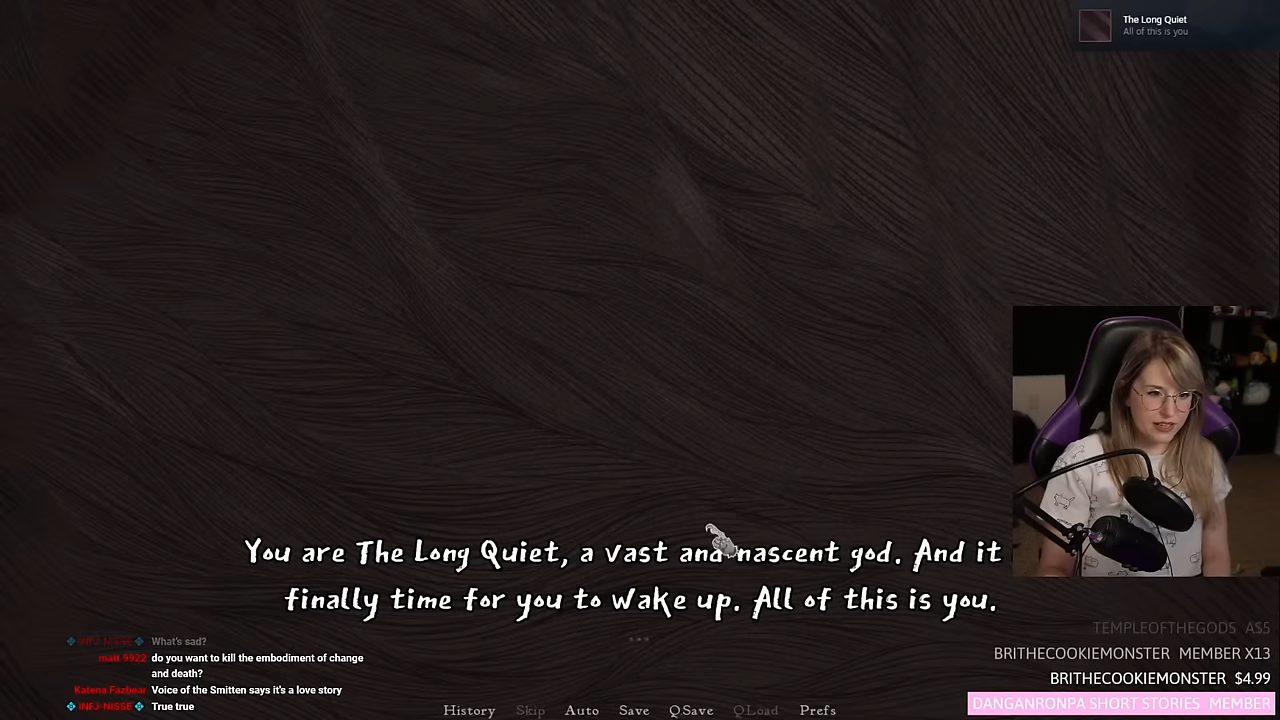 The Long Quiet
All of this is you
You are The Long Quiet, a vast and nascent god. And it
finally time for you to wake up. All of this is you.
INFJ-NISSE What's sad?
matt 9922 do you want to kill the embodiment of change
and death?
Katena Fazbear Voice of the Smitten says it's a love story
INFJ-NISSE True true
TEMPLEOFTHEGODS A$5
BRITHECOOKIEMONSTER MEMBER X13
BRITHECOOKIEMONSTER $4.99
DANGANRONPA SHORT STORIES MEMBER
History Skip Auto Save QSave QLoad Prefs